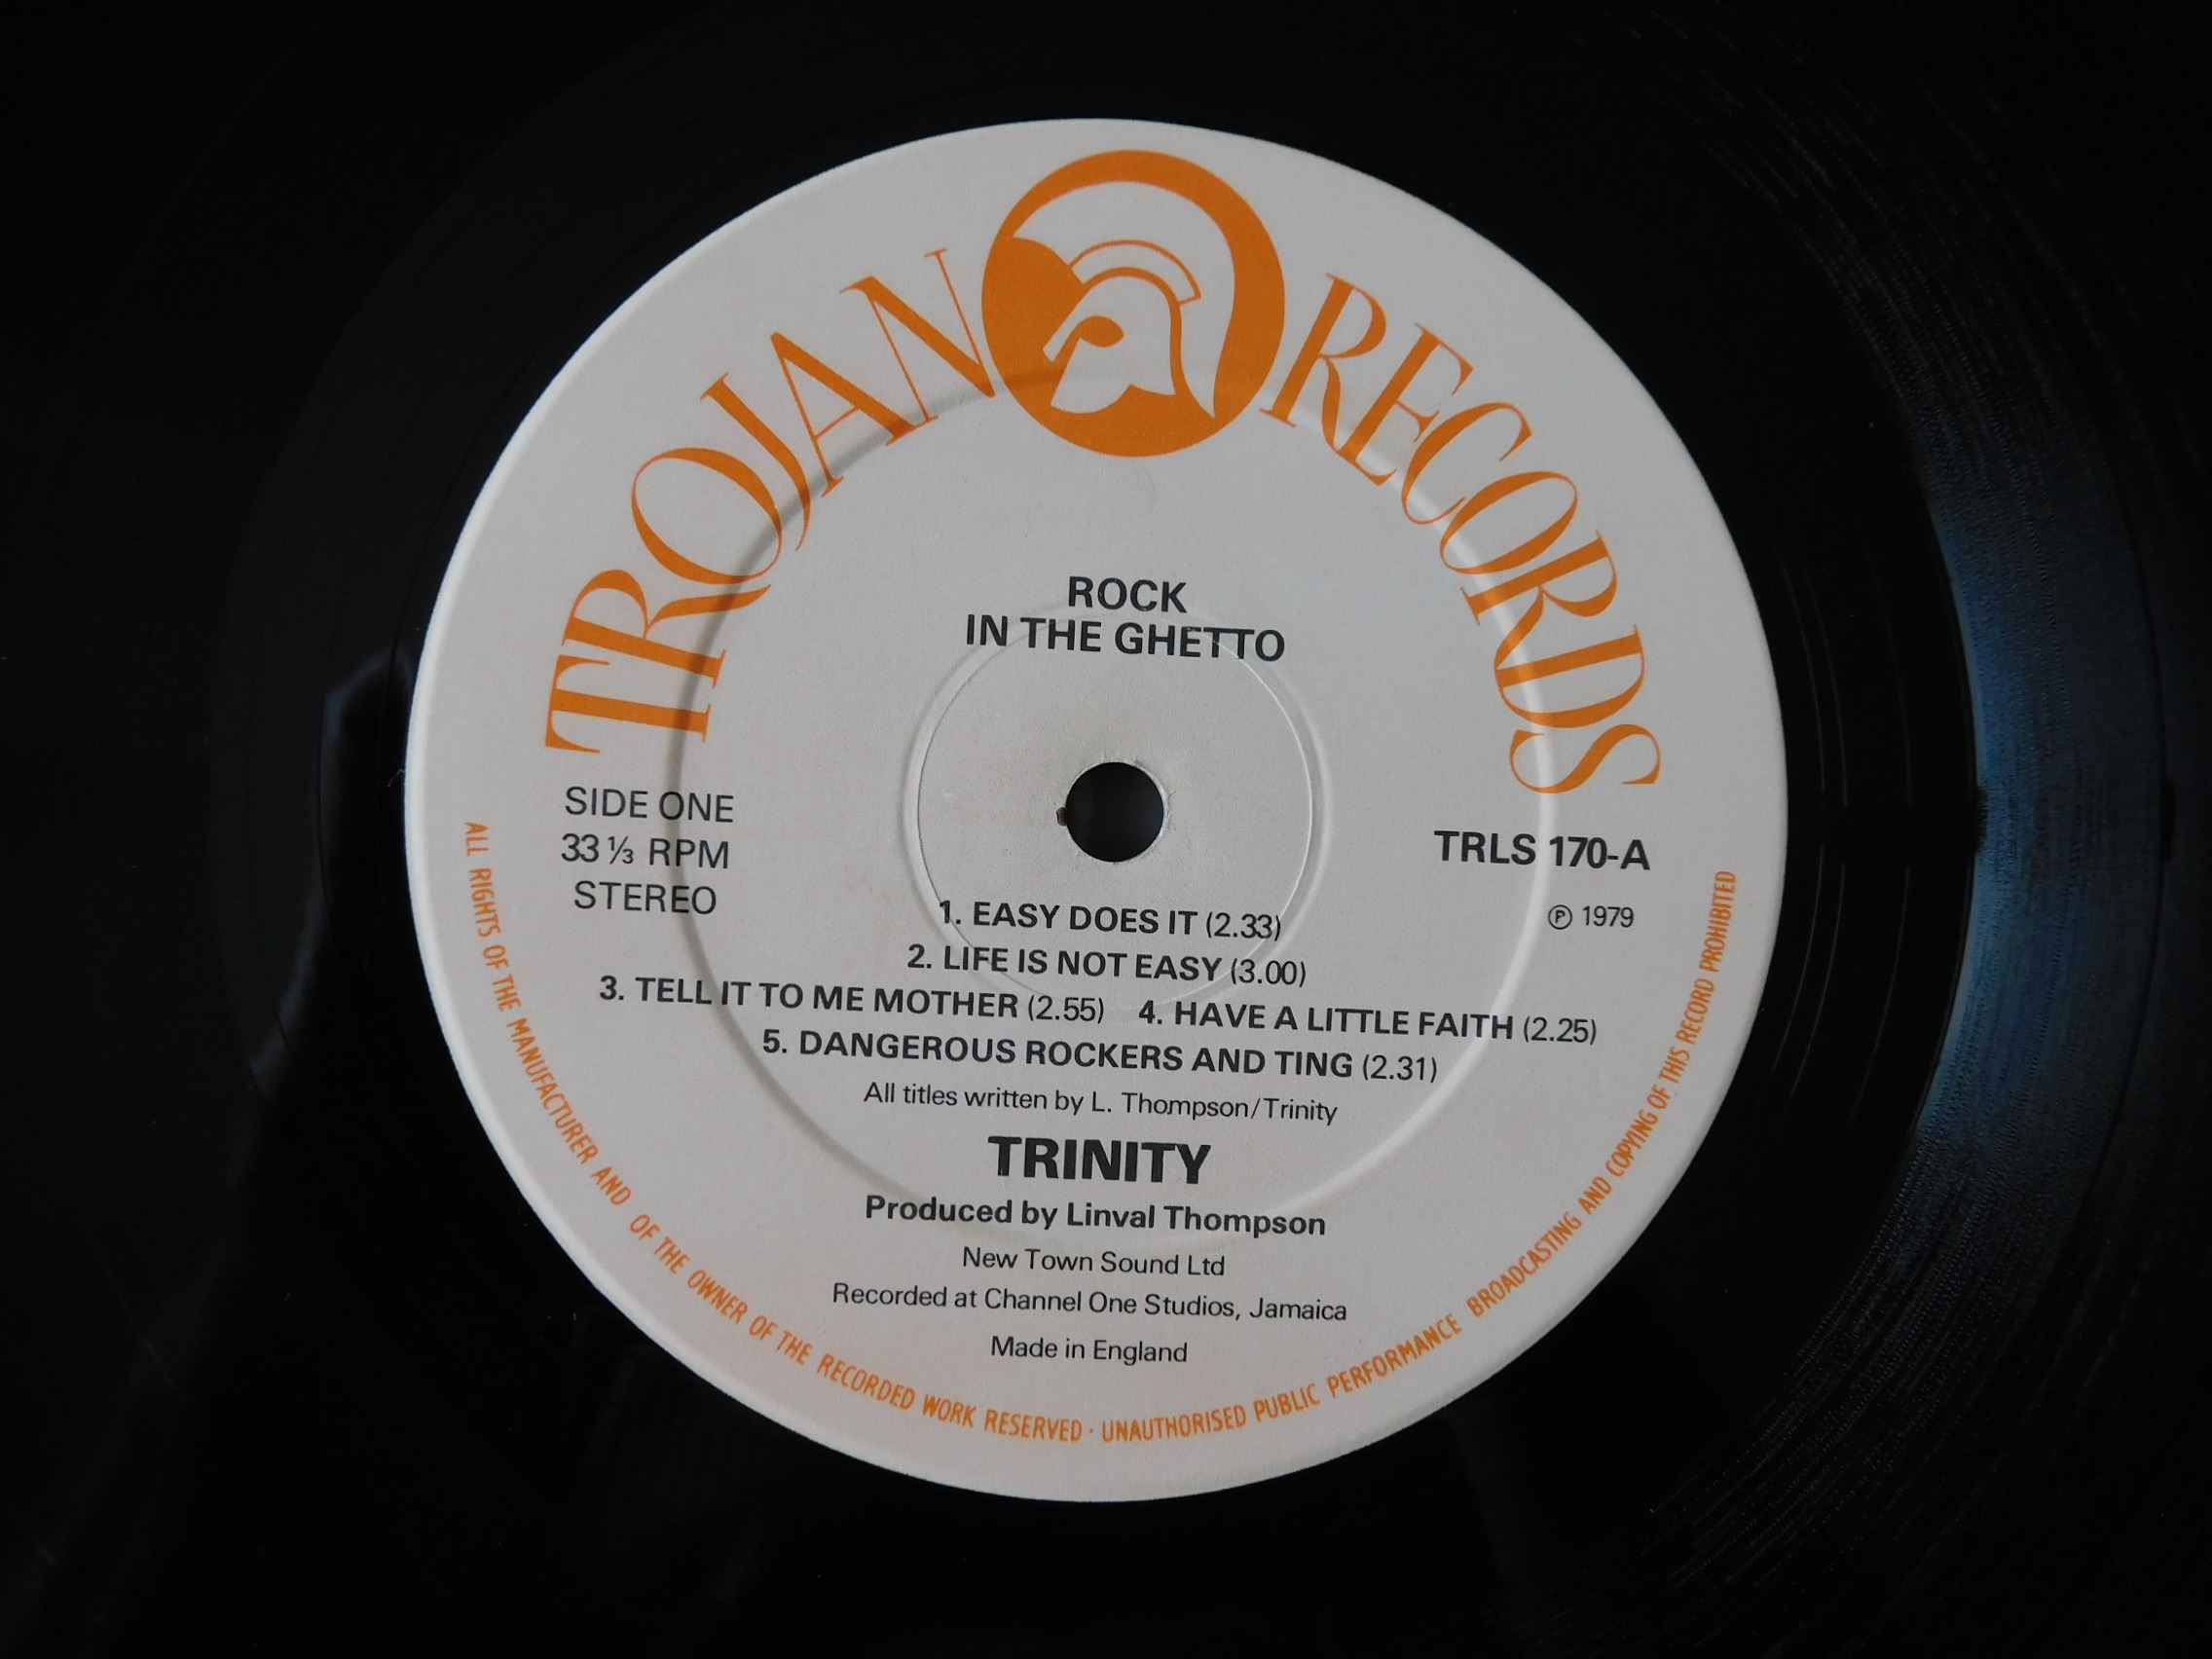 TROJAN RECORDS
ROCK
IN THE GHETTO
SIDE ONE
33 ⅓ RPM
STEREO
TRLS 170-A
℗ 1979
1. EASY DOES IT (2.33)
2. LIFE IS NOT EASY (3.00)
3. TELL IT TO ME MOTHER (2.55) 4. HAVE A LITTLE FAITH (2.25)
5. DANGEROUS ROCKERS AND TING (2.31)
All titles written by L. Thompson/Trinity
TRINITY
Produced by Linval Thompson
New Town Sound Ltd
Recorded at Channel One Studios, Jamaica
Made in England
ALL RIGHTS OF THE MANUFACTURER AND OF THE OWNER OF THE RECORDED WORK RESERVED · UNAUTHORISED PUBLIC PERFORMANCE BROADCASTING AND COPYING OF THIS RECORD PROHIBITED